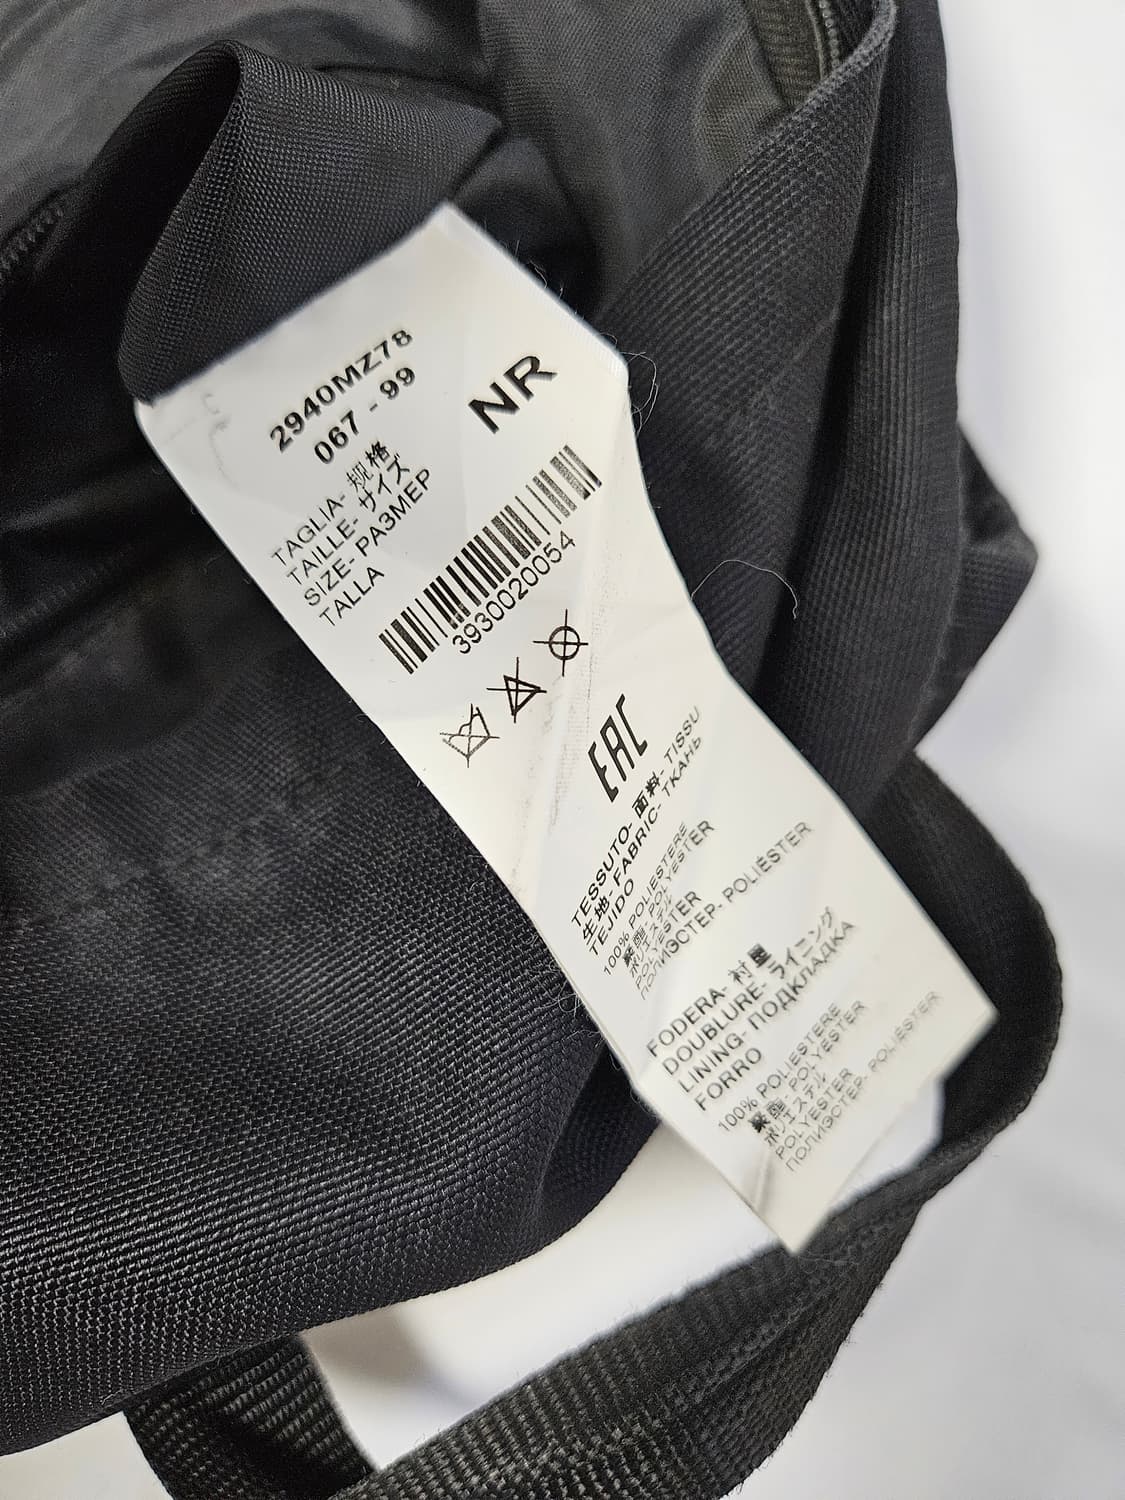 2940MZ78
067 - 99
NR
TAGLIA- 规格
TAILLE- サイズ
SIZE- РАЗМЕР
TALLA
3930020054
EAC
TESSUTO- 面料- TISSU
生地- FABRIC- ТКАНЬ
TEJIDO
100% POLIESTERE
聚酯- POLYESTER
ポリエステル
POLYESTER
ПОЛИЭСТЕР- POLIÉSTER
FODERA- 衬里
DOUBLURE- ライニング
LINING- ПОДКЛАДКА
FORRO
100% POLIESTERE
聚酯- POLYESTER
ポリエステル
POLYESTER
ПОЛИЭСТЕР- POLIÉSTER